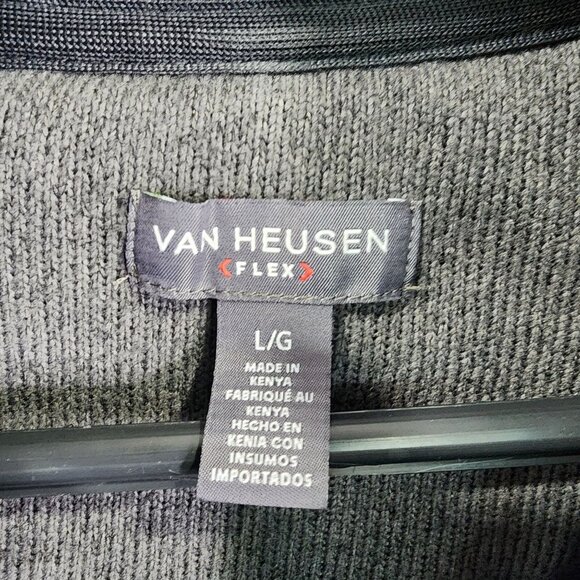 VAN HEUSEN
FLEX
L/G
MADE IN
KENYA
FABRIQUÉ AU
KENYA
HECHO EN
KENIA CON
INSUMOS
IMPORTADOS